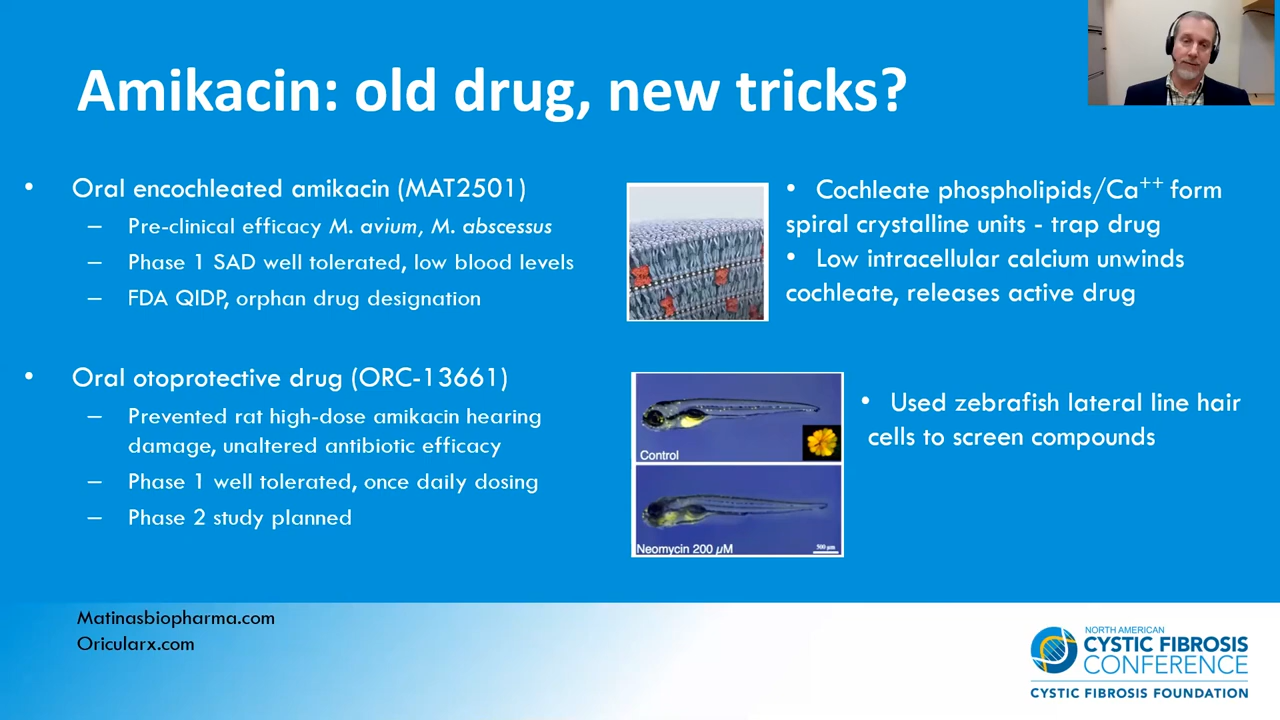 Amikacin: old drug, new tricks?
• Oral encochleated amikacin (MAT2501)
– Pre-clinical efficacy M. avium, M. abscessus
– Phase 1 SAD well tolerated, low blood levels
– FDA QIDP, orphan drug designation
• Cochleate phospholipids/Ca++ form
spiral crystalline units - trap drug
• Low intracellular calcium unwinds
cochleate, releases active drug
• Oral otoprotective drug (ORC-13661)
– Prevented rat high-dose amikacin hearing
damage, unaltered antibiotic efficacy
– Phase 1 well tolerated, once daily dosing
– Phase 2 study planned
Control
Neomycin 200 µM
500 µm
• Used zebrafish lateral line hair
cells to screen compounds
Matinasbiopharma.com
Oricularx.com
NORTH AMERICAN
CYSTIC FIBROSIS
CONFERENCE
CYSTIC FIBROSIS FOUNDATION